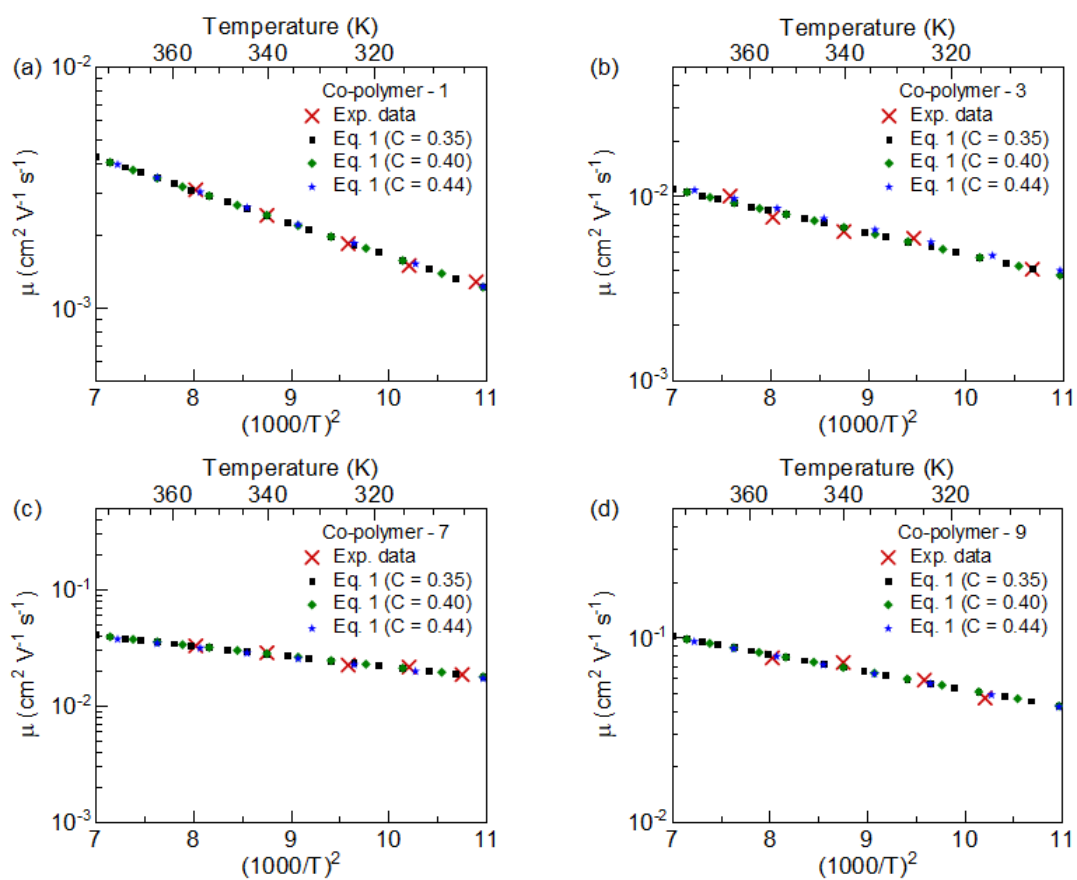 Temperature (K)
360 340 320
(a)
10⁻²
Co-polymer - 1
Exp. data
Eq. 1 (C = 0.35)
Eq. 1 (C = 0.40)
Eq. 1 (C = 0.44)
μ (cm² V⁻¹ s⁻¹)
10⁻³
7 8 9 10 11
(1000/T)²
Temperature (K)
360 340 320
(b)
Co-polymer - 3
Exp. data
Eq. 1 (C = 0.35)
Eq. 1 (C = 0.40)
Eq. 1 (C = 0.44)
μ (cm² V⁻¹ s⁻¹)
10⁻²
10⁻³
7 8 9 10 11
(1000/T)²
Temperature (K)
360 340 320
(c)
Co-polymer - 7
Exp. data
Eq. 1 (C = 0.35)
Eq. 1 (C = 0.40)
Eq. 1 (C = 0.44)
μ (cm² V⁻¹ s⁻¹)
10⁻¹
10⁻²
10⁻³
7 8 9 10 11
(1000/T)²
Temperature (K)
360 340 320
(d)
Co-polymer - 9
Exp. data
Eq. 1 (C = 0.35)
Eq. 1 (C = 0.40)
Eq. 1 (C = 0.44)
μ (cm² V⁻¹ s⁻¹)
10⁻¹
10⁻²
7 8 9 10 11
(1000/T)²